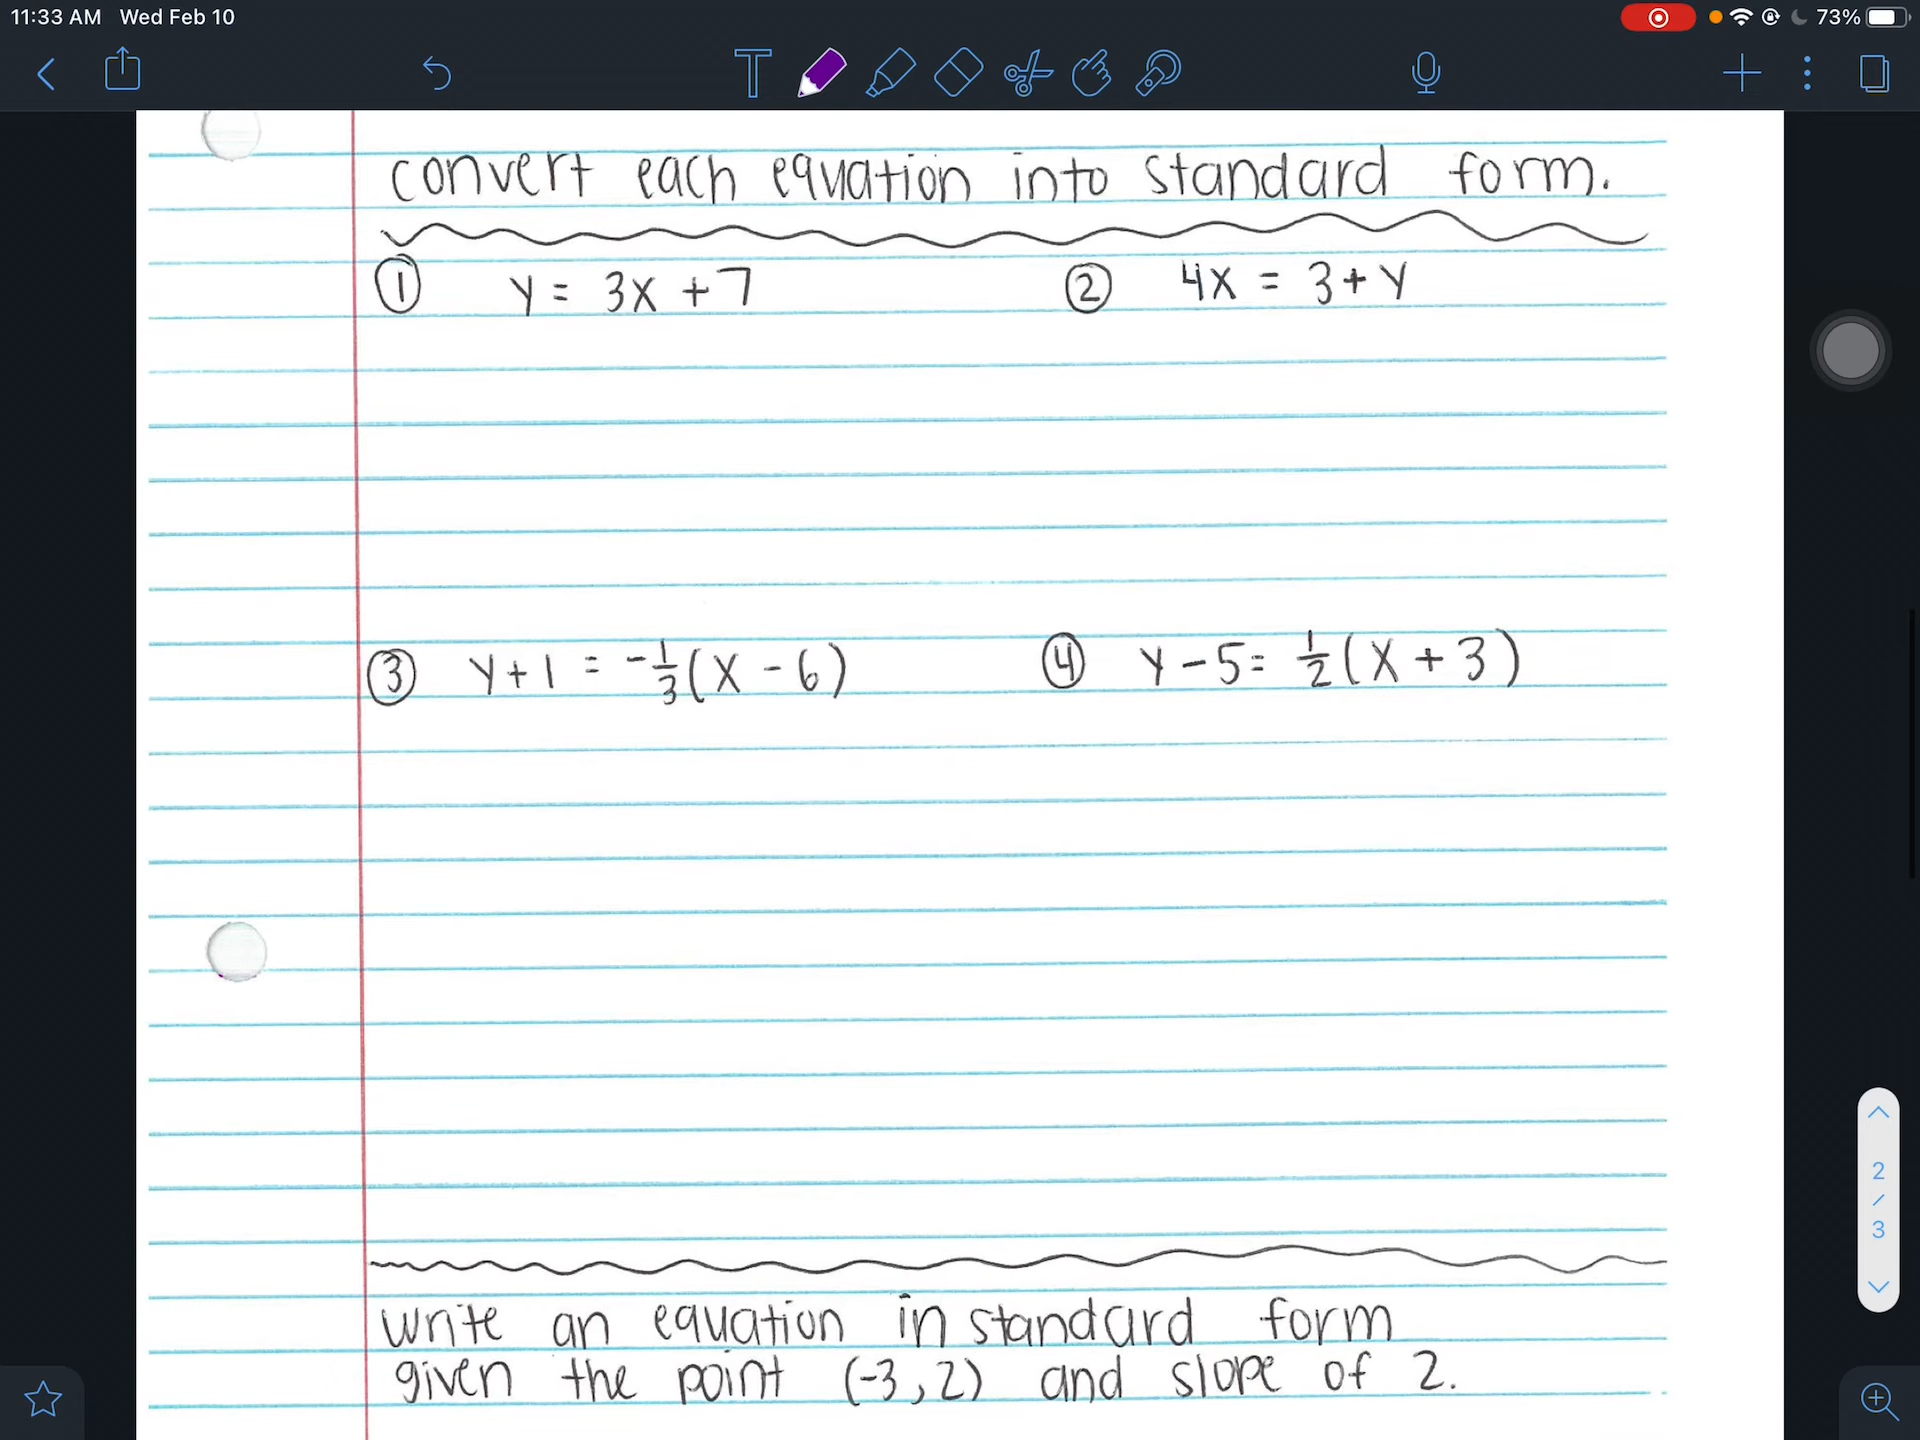 11:33 AM Wed Feb 10
73%
T
convert each equation into standard form.
① y = 3x + 7
② 4x = 3 + y
③ y + 1 = -1/3(x - 6)
④ y - 5 = 1/2(x + 3)
2
/
3
write an equation in standard form
given the point (-3, 2) and slope of 2.